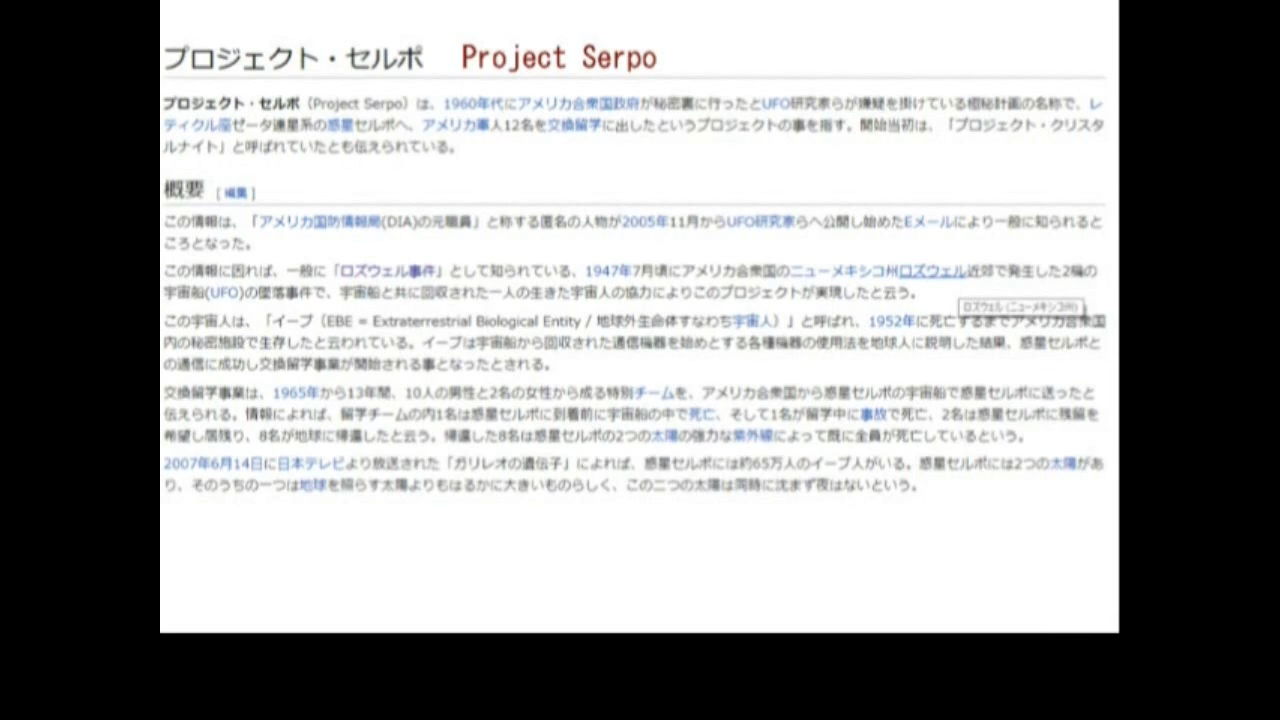 プロジェクト・セルポ Project Serpo
プロジェクト・セルポ（Project Serpo）は、1960年代にアメリカ合衆国政府が秘密裏に行ったとUFO研究家らが嫌疑を掛けている極秘計画の名称で、レ
ティクル座ゼータ連星系の惑星セルポへ、アメリカ軍人12名を交換留学に出したというプロジェクトの事を指す。開始当初は、「プロジェクト・クリスタ
ルナイト」と呼ばれていたとも伝えられている。
概要 [編集]
この情報は、「アメリカ国防情報局(DIA)の元職員」と称する匿名の人物が2005年11月からUFO研究家らへ公開し始めたEメールにより一般に知られると
ころとなった。
この情報に因れば、一般に「ロズウェル事件」として知られている、1947年7月頃にアメリカ合衆国のニューメキシコ州ロズウェル近郊で発生した2機の
宇宙船(UFO)の墜落事件で、宇宙船と共に回収された一人の生きた宇宙人の協力によりこのプロジェクトが実現したと云う。
ロズウェル (ニューメキシコ州)
この宇宙人は、「イーブ（EBE = Extraterrestrial Biological Entity / 地球外生命体すなわち宇宙人）」と呼ばれ、1952年に死亡するまでアメリカ合衆国
内の秘密施設で生存したと云われている。イーブは宇宙船から回収された通信機器を始めとする各種機器の使用法を地球人に説明した結果、惑星セルポと
の通信に成功し交換留学事業が開始される事となったとされる。
交換留学事業は、1965年から13年間、10人の男性と2名の女性から成る特別チームを、アメリカ合衆国から惑星セルポの宇宙船で惑星セルポに送ったと
伝えられる。情報によれば、留学チームの内1名は惑星セルポに到着前に宇宙船の中で死亡、そして1名が留学中に事故で死亡、2名は惑星セルポに残留を
希望し居残り、8名が地球に帰還したと云う。帰還した8名は惑星セルポの2つの太陽の強力な紫外線によって既に全員が死亡しているという。
2007年6月14日に日本テレビより放送された「ガリレオの遺伝子」によれば、惑星セルポには約65万人のイーブ人がいる。惑星セルポには2つの太陽があ
り、そのうちの一つは地球を照らす太陽よりもはるかに大きいものらしく、この二つの太陽は同時に沈まず夜はないという。